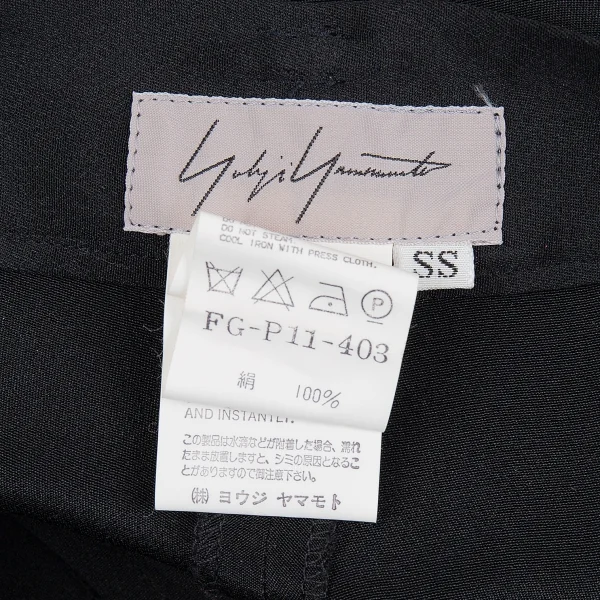 Yohji Yamamoto
SS
DO NOT STEAM.
COOL IRON WITH PRESS CLOTH.
P
FG-P11-403
絹 100%
AND INSTANTLY.
この製品は水滴などが付着した場合、濡れ
たまま放置しますと、シミの原因となるこ
とがありますので御注意下さい。
㈱ ヨウジ ヤマモト